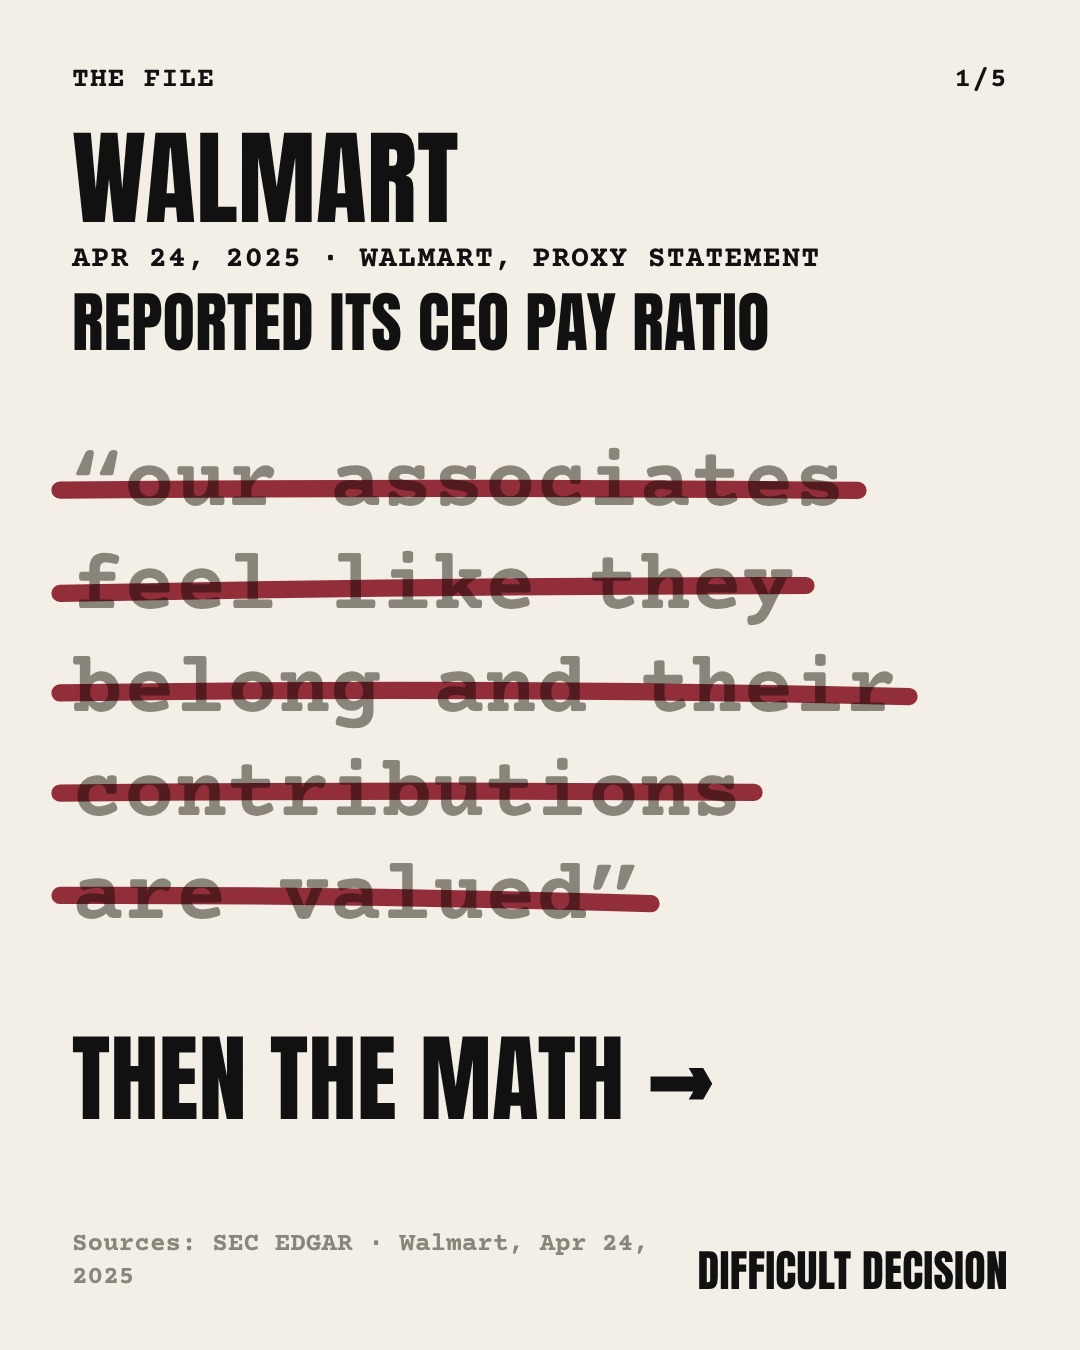 THE FILE
1/5
WALMART
APR 24, 2025 · WALMART, PROXY STATEMENT
REPORTED ITS CEO PAY RATIO
“our associates
feel like they
belong and their
contributions
are valued”
THEN THE MATH →
Sources: SEC EDGAR · Walmart, Apr 24,
2025
DIFFICULT DECISION